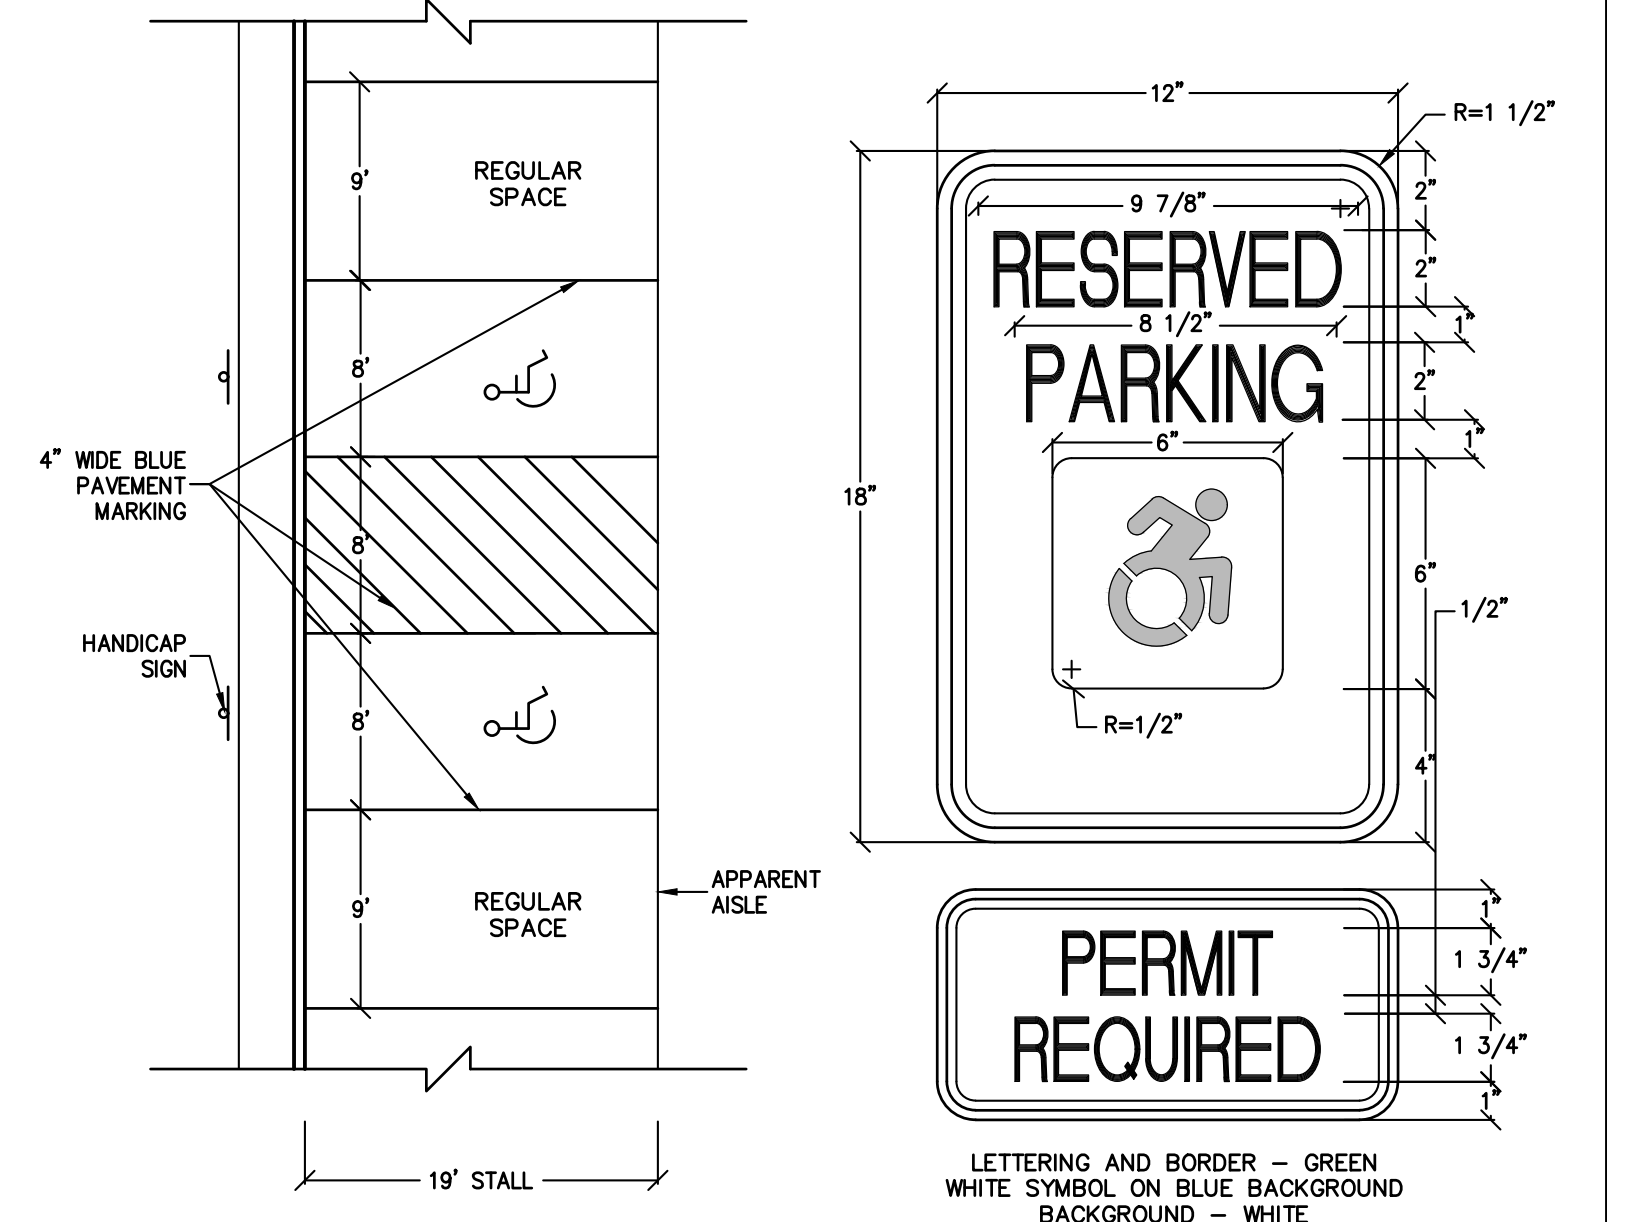 9'
REGULAR
SPACE
8'
4" WIDE BLUE
PAVEMENT
MARKING
8'
HANDICAP
SIGN
8'
9'
REGULAR
SPACE
APPARENT
AISLE
19' STALL
12"
R=1 1/2"
2"
9 7/8"
RESERVED
2"
1"
8 1/2"
PARKING
2"
1"
6"
18"
6"
1/2"
R=1/2"
4"
1"
PERMIT
1 3/4"
REQUIRED
1 3/4"
1"
LETTERING AND BORDER – GREEN
WHITE SYMBOL ON BLUE BACKGROUND
BACKGROUND – WHITE